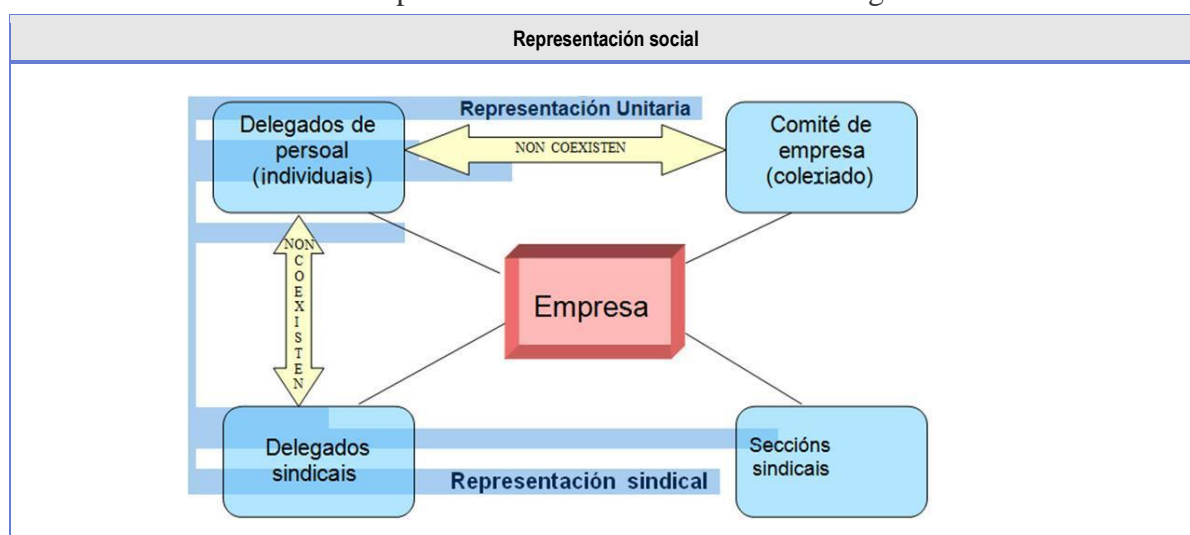 Representación social
Representación Unitaria
Delegados de
persoal
(individuais)
NON COEXISTEN
Comité de
empresa
(colexiado)
NON
C
O
E
X
I
S
T
E
N
Empresa
Delegados
sindicais
Seccións
sindicais
Representación sindical